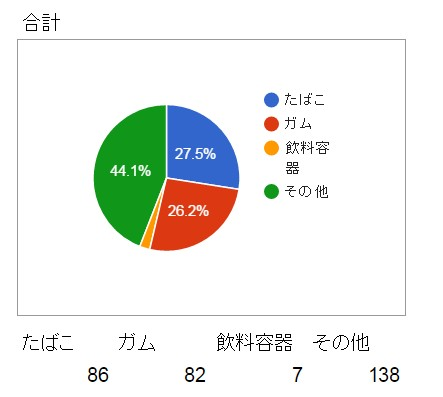 合計
たばこ
ガム
飲料容
器
その他
27.5%
44.1%
26.2%
たばこ ガム 飲料容器 その他
86 82 7 138